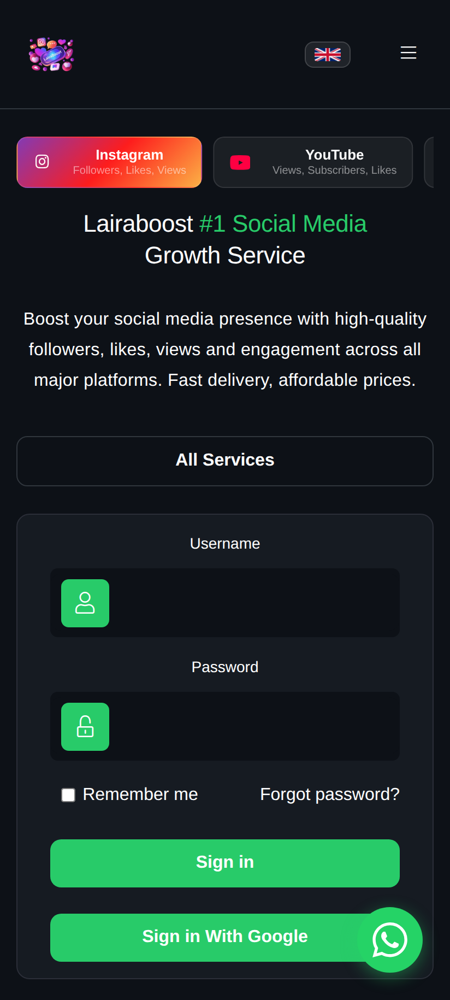 Lairaboost
Instagram
Followers, Likes, Views
YouTube
Views, Subscribers, Likes
Lairaboost #1 Social Media
Growth Service
Boost your social media presence with high-quality
followers, likes, views and engagement across all
major platforms. Fast delivery, affordable prices.
All Services
Username
Password
Remember me
Forgot password?
Sign in
Sign in With Google